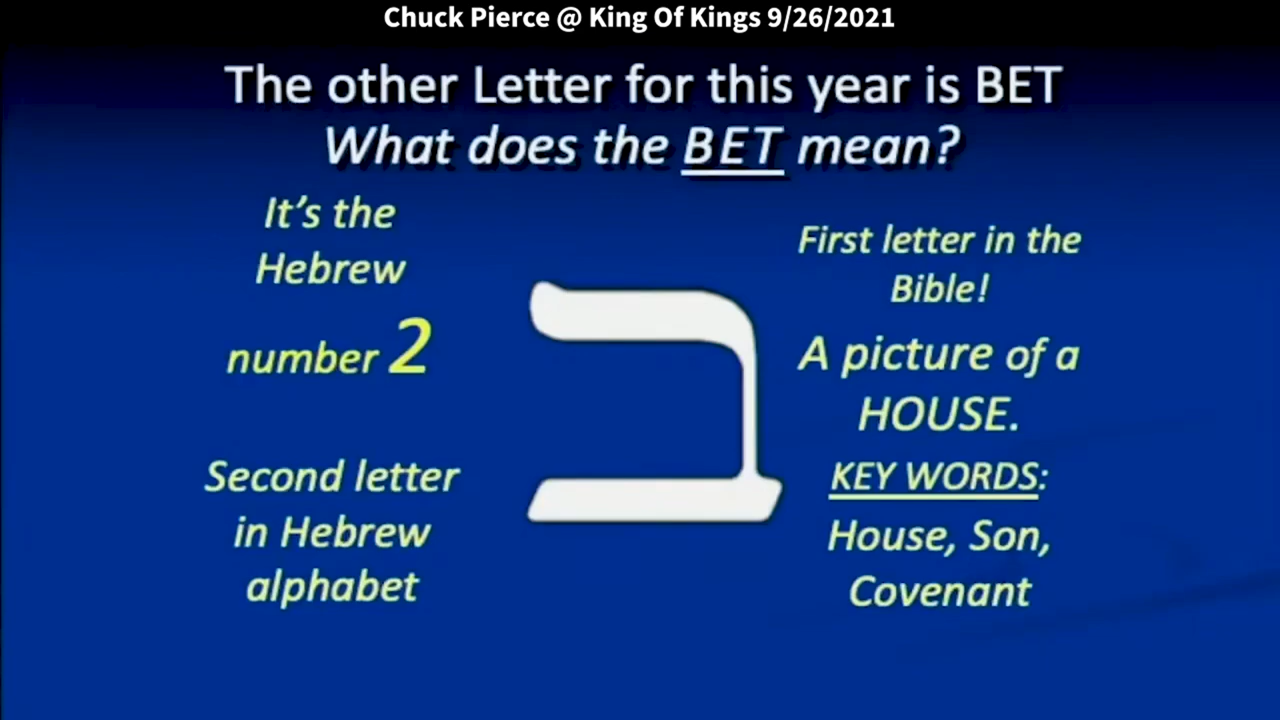 Chuck Pierce @ King Of Kings 9/26/2021
The other Letter for this year is BET
What does the BET mean?
It’s the
Hebrew
number 2
Second letter
in Hebrew
alphabet
ב
First letter in the
Bible!
A picture of a
HOUSE.
KEY WORDS:
House, Son,
Covenant